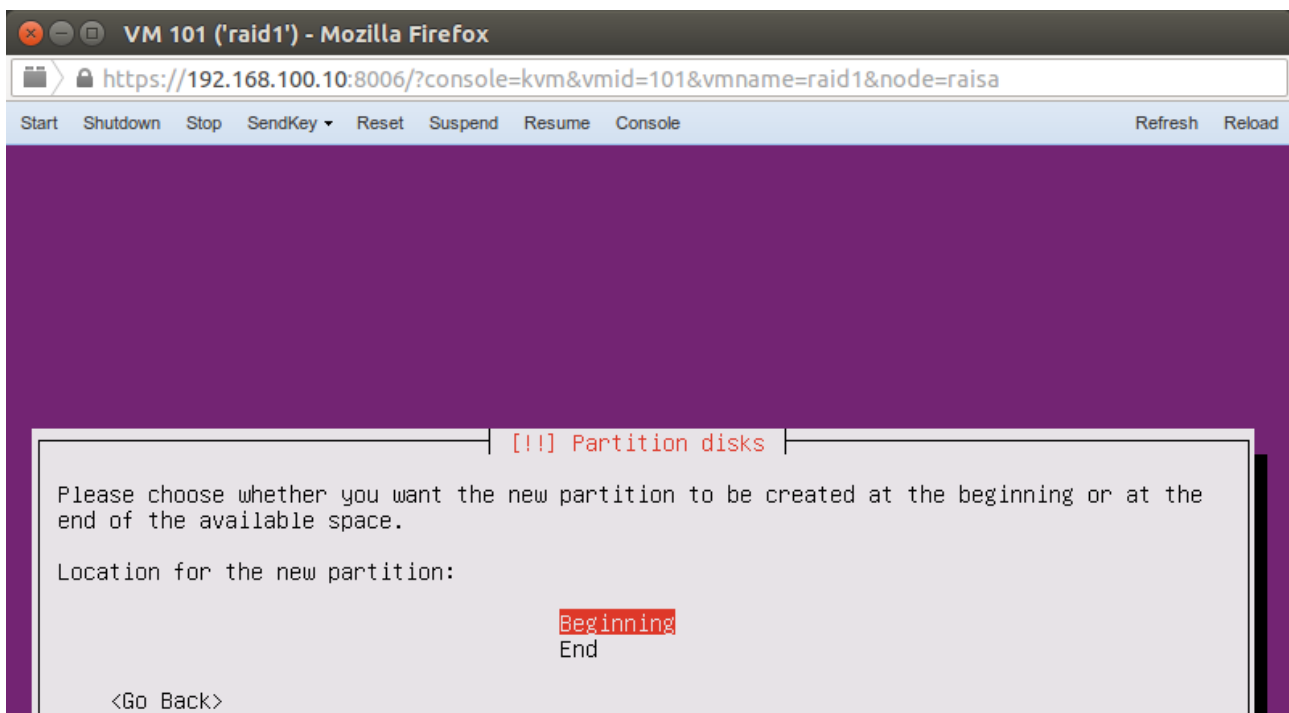 VM 101 ('raid1') - Mozilla Firefox
https://192.168.100.10:8006/?console=kvm&vmid=101&vmname=raid1&node=raisa
Start Shutdown Stop SendKey Reset Suspend Resume Console Refresh Reload
[!!] Partition disks
Please choose whether you want the new partition to be created at the beginning or at the
end of the available space.
Location for the new partition:
Beginning
End
<Go Back>